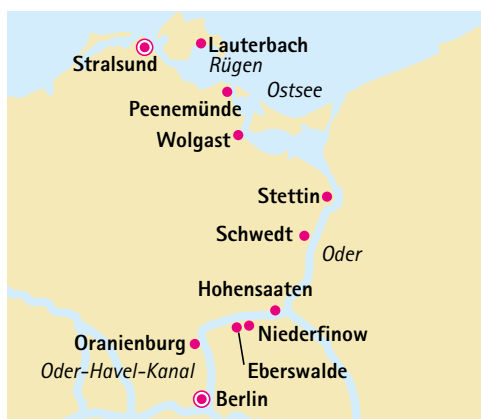 Lauterbach
Stralsund
Rügen
Ostsee
Peenemünde
Wolgast
Stettin
Schwedt
Oder
Hohensaaten
Niederfinow
Oranienburg
Oder-Havel-Kanal
Eberswalde
Berlin